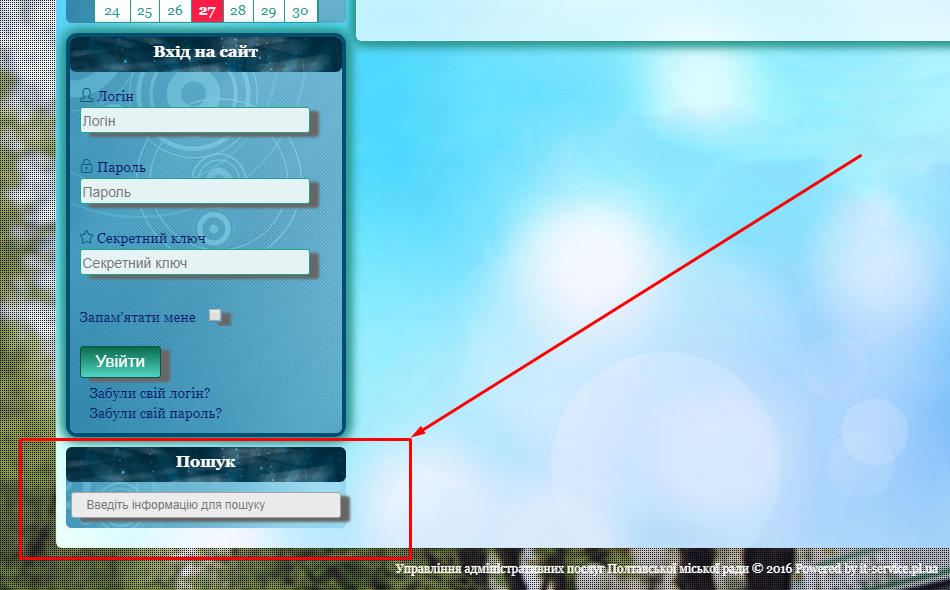 24 25 26 27 28 29 30
Вхід на сайт
Логін
Логін
Пароль
Пароль
Секретний ключ
Секретний ключ
Запам'ятати мене
Увійти
Забули свій логін?
Забули свій пароль?
Пошук
Введіть інформацію для пошуку
Управління адміністративних послуг Полтавської міської ради © 2016 Powered by it-service.pl.ua